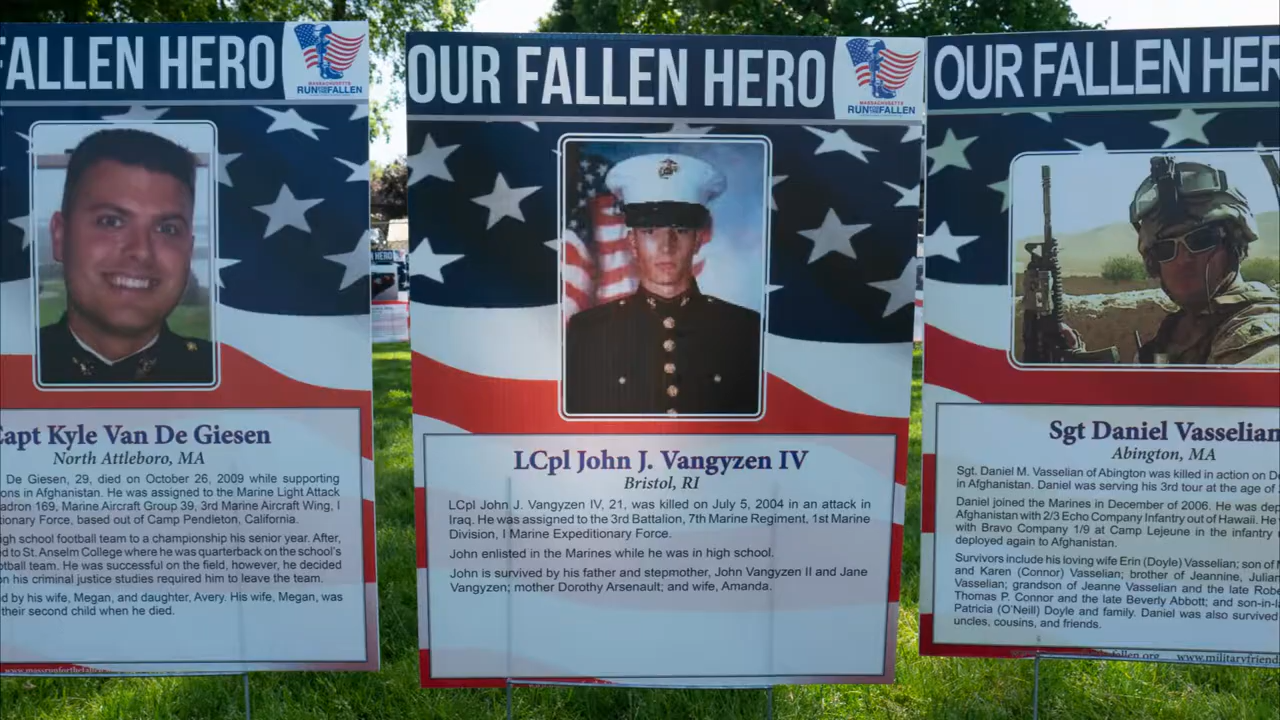 FALLEN HERO
MASSACHUSETTS
RUN FOR THE FALLEN
Capt Kyle Van De Giesen
North Attleboro, MA
De Giesen, 29, died on October 26, 2009 while supporting
ons in Afghanistan. He was assigned to the Marine Light Attack
adron 169, Marine Aircraft Group 39, 3rd Marine Aircraft Wing, I
tionary Force, based out of Camp Pendleton, California.
igh school football team to a championship his senior year. After,
ed to St. Anselm College where he was quarterback on the school's
otball team. He was successful on the field, however, he decided
on his criminal justice studies required him to leave the team.
ed by his wife, Megan, and daughter, Avery. His wife, Megan, was
their second child when he died.
OUR FALLEN HERO
MASSACHUSETTS
RUN FOR THE FALLEN
LCpl John J. Vangyzen IV
Bristol, RI
LCpl John J. Vangyzen IV, 21, was killed on July 5, 2004 in an attack in
Iraq. He was assigned to the 3rd Battalion, 7th Marine Regiment, 1st Marine
Division, I Marine Expeditionary Force.
John enlisted in the Marines while he was in high school.
John is survived by his father and stepmother, John Vangyzen II and Jane
Vangyzen; mother Dorothy Arsenault; and wife, Amanda.
OUR FALLEN HER
Sgt Daniel Vasselian
Abington, MA
Sgt. Daniel M. Vasselian of Abington was killed in action on De
in Afghanistan. Daniel was serving his 3rd tour at the age of
Daniel joined the Marines in December of 2006. He was dep
Afghanistan with 2/3 Echo Company Infantry out of Hawaii. He
with Bravo Company 1/9 at Camp Lejeune in the infantry
deployed again to Afghanistan.
Survivors include his loving wife Erin (Doyle) Vasselian; son of M
and Karen (Connor) Vasselian; brother of Jeannine, Julian
Vasselian; grandson of Jeanne Vasselian and the late Robe
Thomas P. Connor and the late Beverly Abbott; and son-in-l
Patricia (O'Neill) Doyle and family. Daniel was also survived
uncles, cousins, and friends.
fallen.org www.militaryfriend